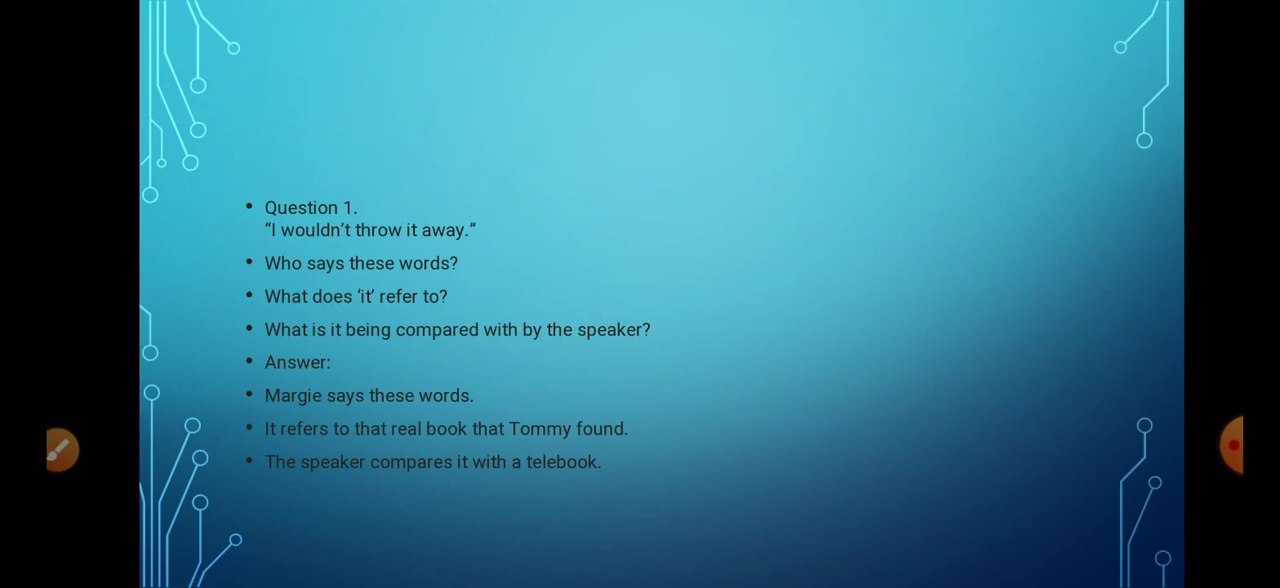 Question 1.
“I wouldn’t throw it away.”
Who says these words?
What does ‘it’ refer to?
What is it being compared with by the speaker?
Answer:
Margie says these words.
It refers to that real book that Tommy found.
The speaker compares it with a telebook.